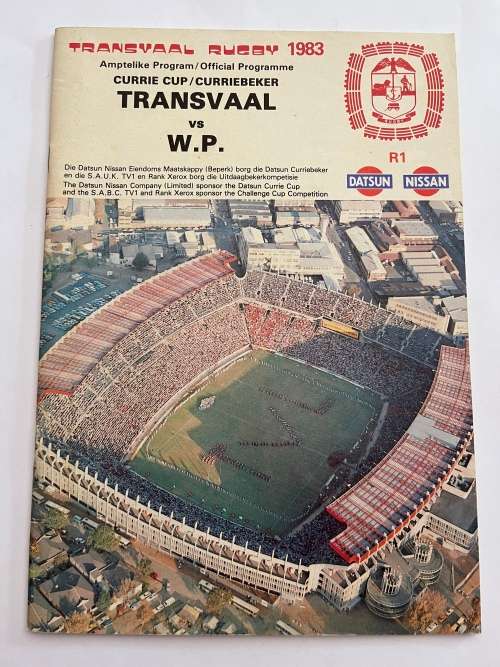 TRANSVAAL RUGBY 1983
Amptelike Program/Official Programme
CURRIE CUP/CURRIEBEKER
TRANSVAAL
vs
W.P.
RUGBY
R1
DATSUN NISSAN
Die Datsun Nissan Eiendoms Maatskappy (Beperk) borg die Datsun Curriebeker
en die S.A.U.K. TV1 en Rank Xerox borg die Uitdaagbekerkompetisie
The Datsun Nissan Company (Limited) sponsor the Datsun Currie Cup
and the S.A.B.C. TV1 and Rank Xerox sponsor the Challenge Cup Competition